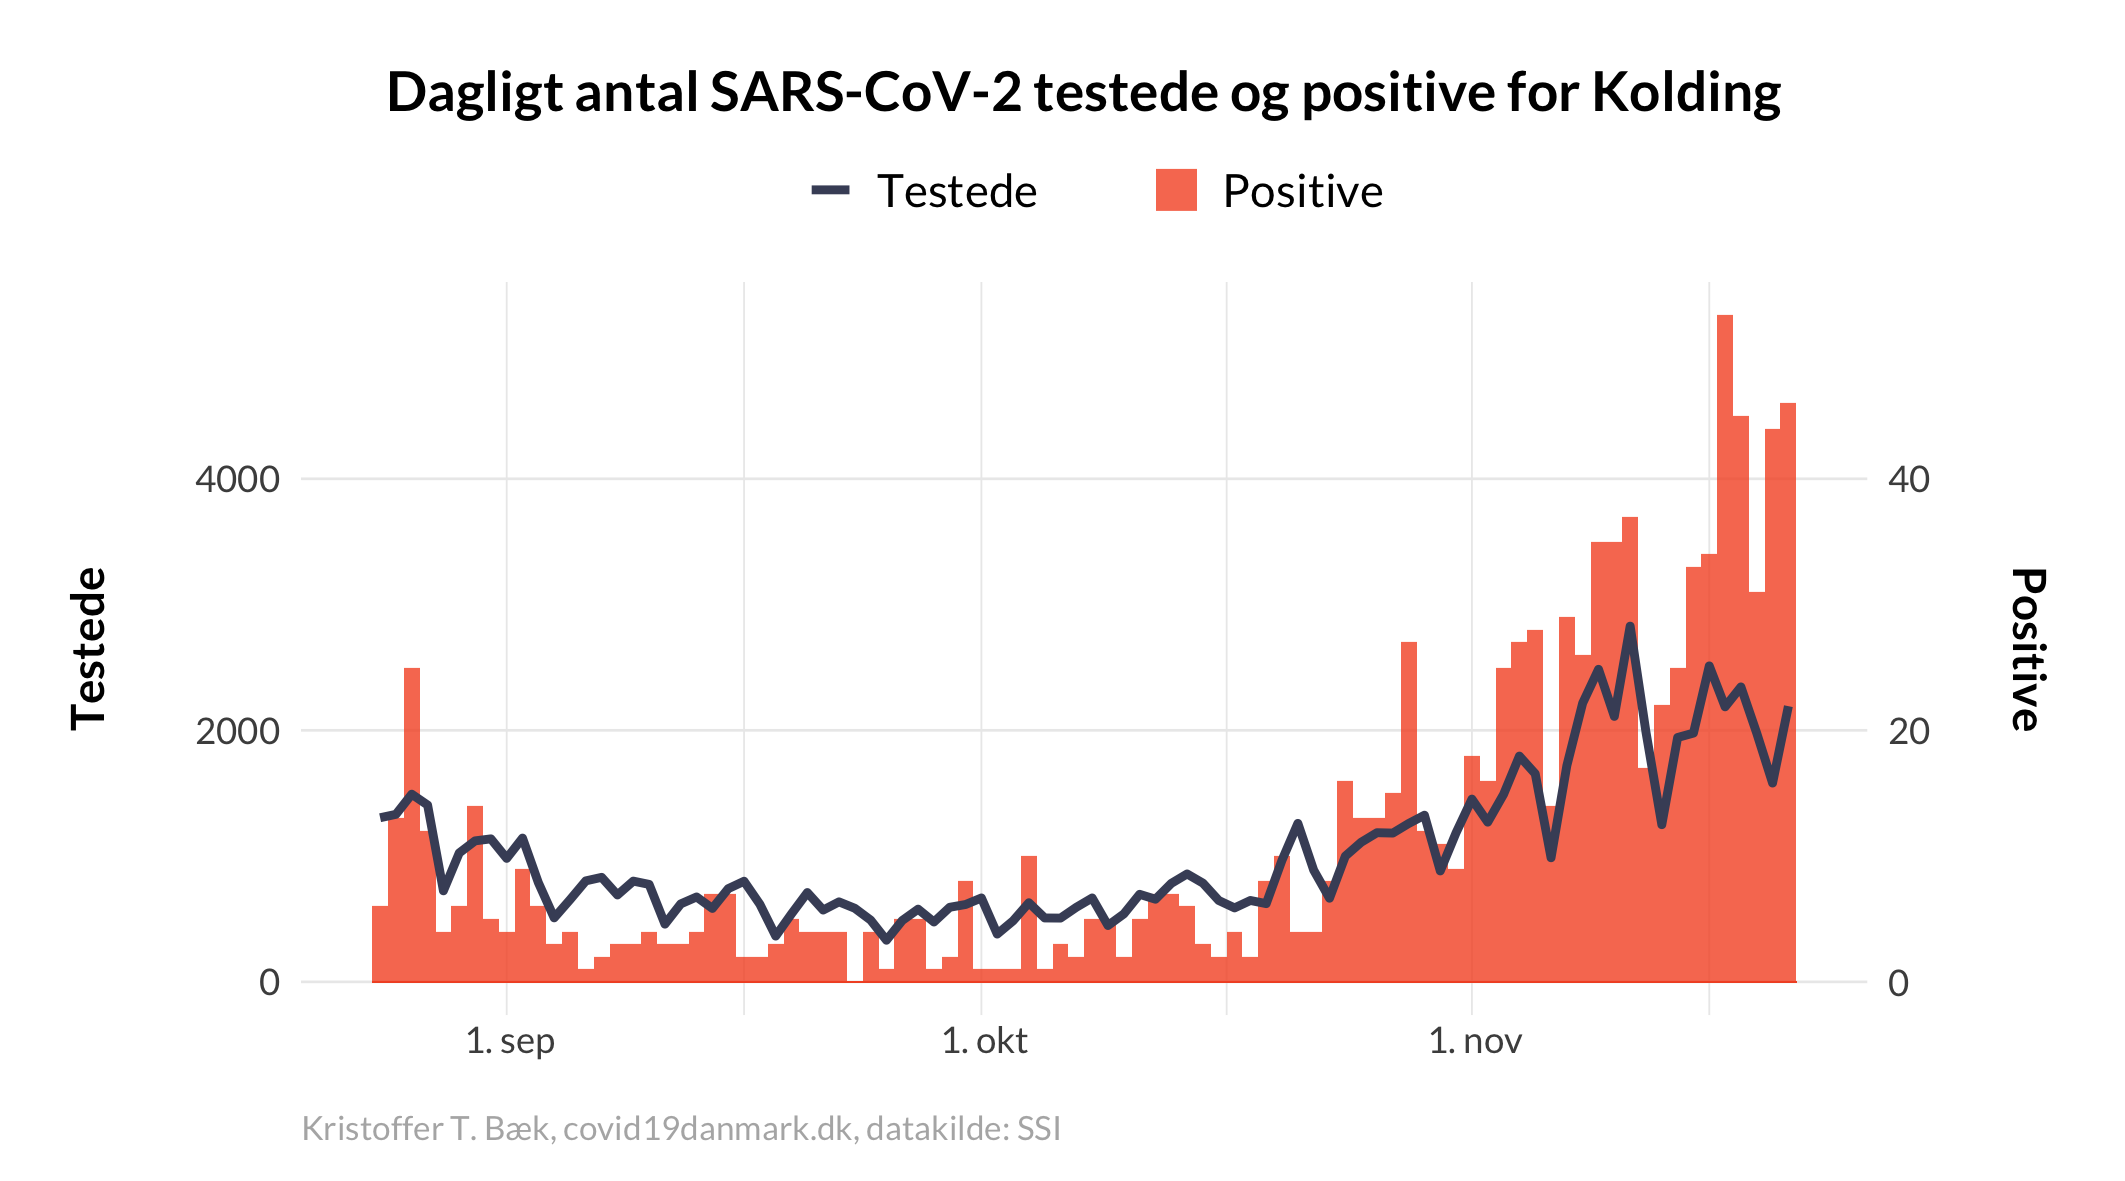 Dagligt antal SARS-CoV-2 testede og positive for Kolding
Testede
Positive
4000
2000
0
40
20
0
Testede
Positive
1. sep
1. okt
1. nov
Kristoffer T. Bæk, covid19danmark.dk, datakilde: SSI